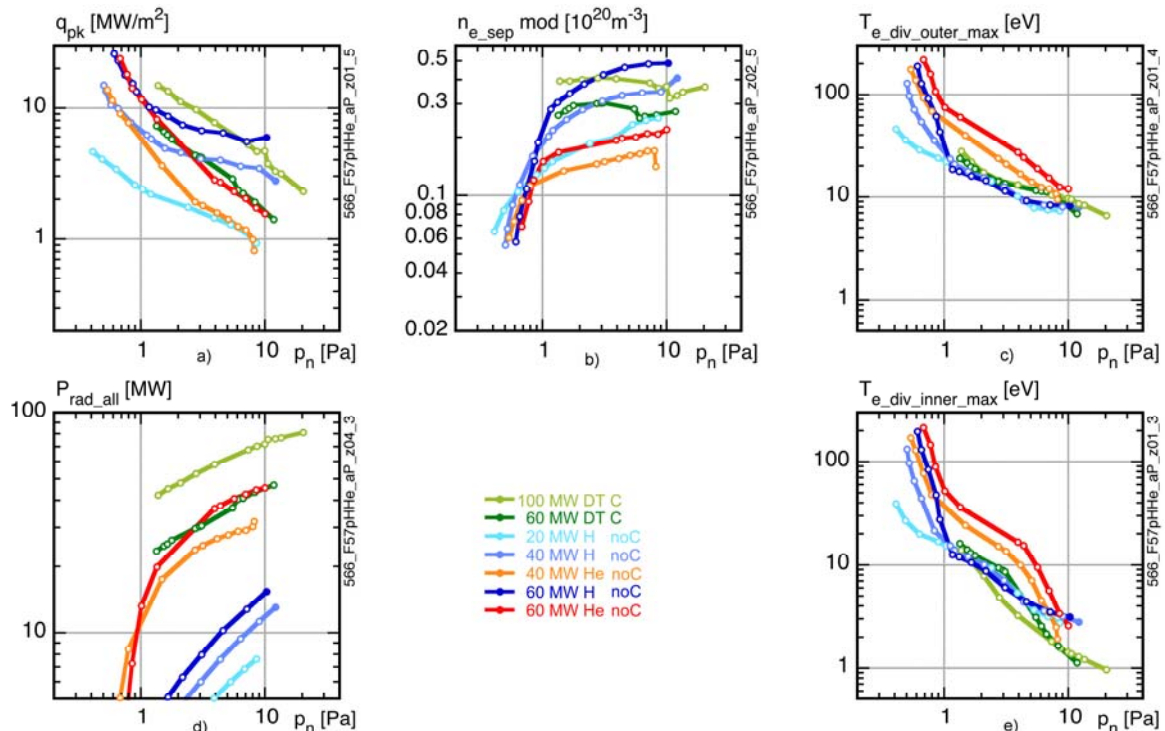 q_pk [MW/m²]
10
1
1
10
p_n [Pa]
a)
566_F57pHHe_aP_z01_5
n_e_sep mod [10²⁰m⁻³]
0.5
0.3
0.1
0.08
0.06
0.04
0.02
1
10
p_n [Pa]
b)
566_F57pHHe_aP_z02_5
T_e_div_outer_max [eV]
100
10
1
1
10
p_n [Pa]
c)
566_F57pHHe_aP_z01_4
P_rad_all [MW]
100
10
1
10
p_n [Pa]
d)
566_F57pHHe_aP_z04_3
100 MW DT C
60 MW DT C
20 MW H noC
40 MW H noC
40 MW He noC
60 MW H noC
60 MW He noC
T_e_div_inner_max [eV]
100
10
1
1
10
p_n [Pa]
e)
566_F57pHHe_aP_z01_3